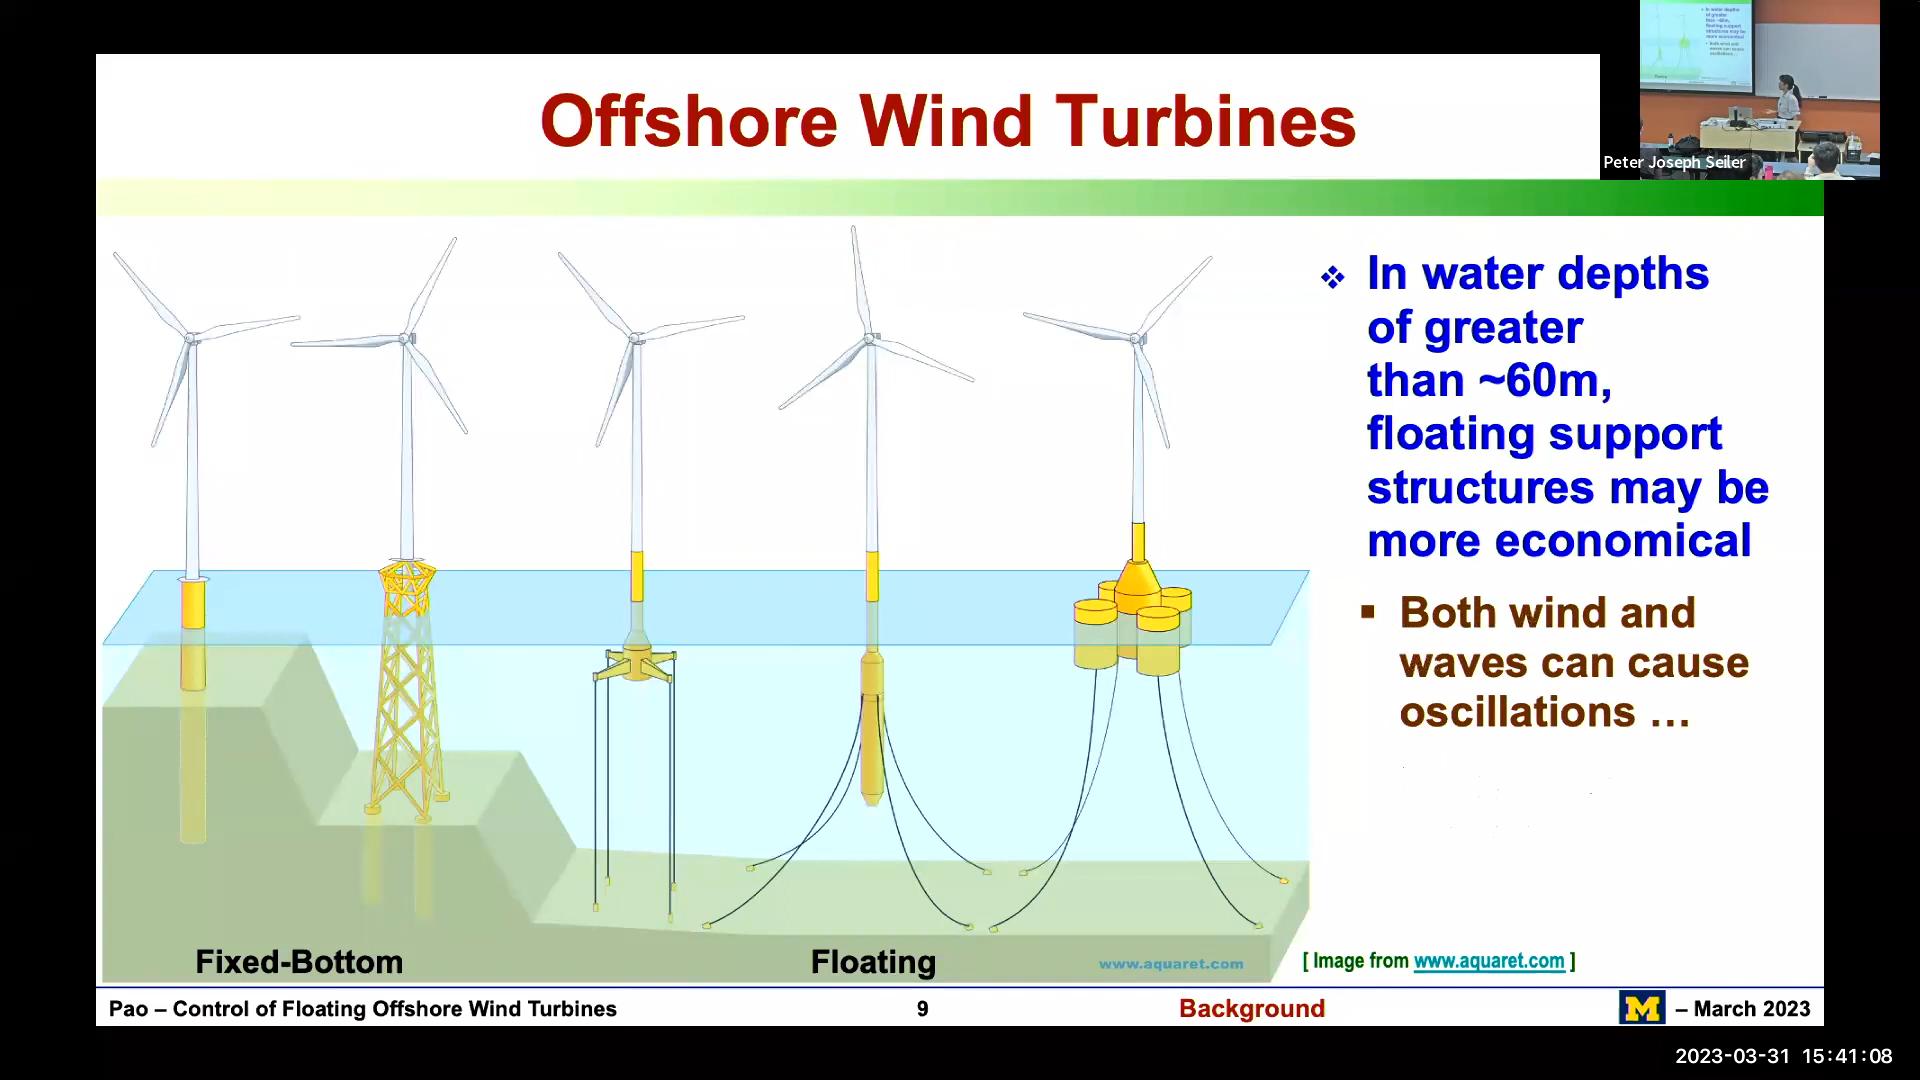 Offshore Wind Turbines
Peter Joseph Seiler
❖ In water depths
of greater
than ~60m,
floating support
structures may be
more economical
▪ Both wind and
waves can cause
oscillations …
Fixed-Bottom
Floating
www.aquaret.com
[ Image from www.aquaret.com ]
Pao – Control of Floating Offshore Wind Turbines
9
Background
M – March 2023
2023-03-31 15:41:08